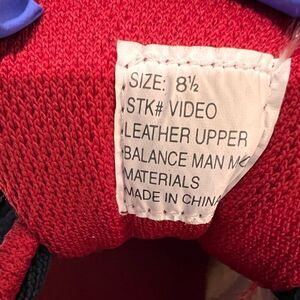 SIZE: 8½
STK# VIDEO
LEATHER UPPER
BALANCE MAN
MATERIALS
MADE IN CHINA